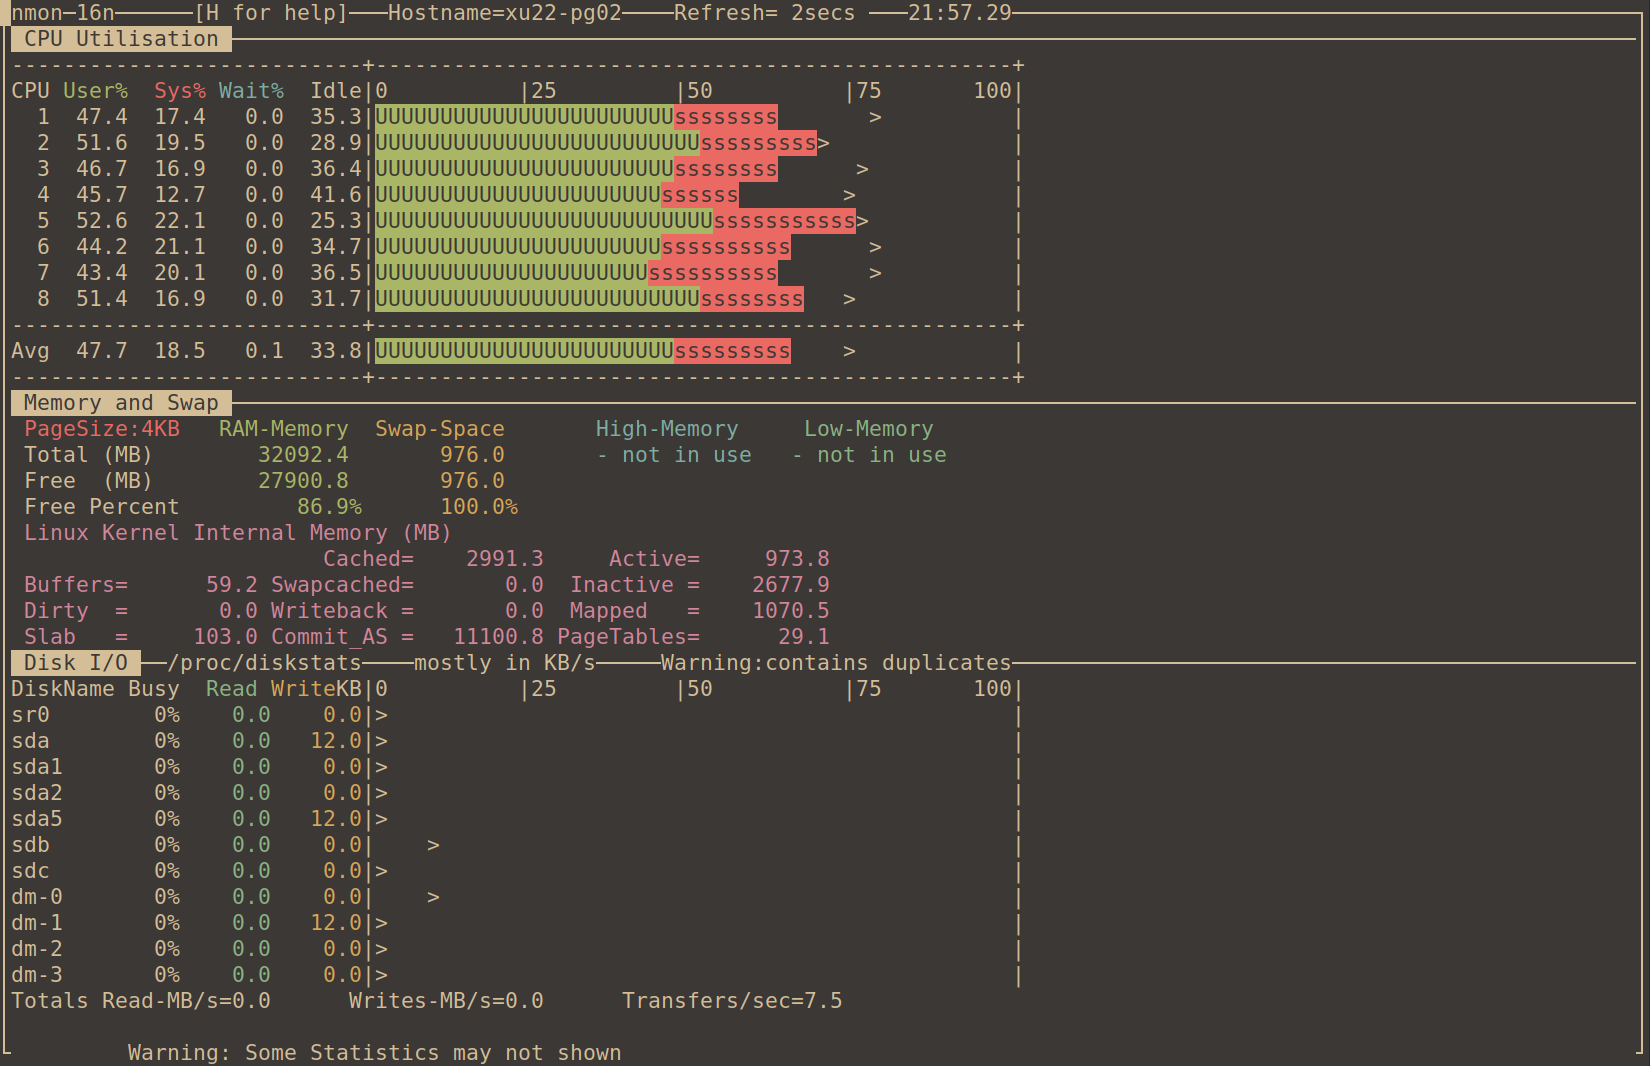 nmon-16n [H for help] Hostname=xu22-pg02 Refresh= 2secs 21:57.29
CPU Utilisation
---------------------------+-------------------------------------------------+
CPU User%  Sys% Wait%  Idle|0          |25         |50          |75       100|
  1  47.4  17.4   0.0  35.3|UUUUUUUUUUUUUUUUUUUUUUUssssssss       >          |
  2  51.6  19.5   0.0  28.9|UUUUUUUUUUUUUUUUUUUUUUUUUsssssssss>              |
  3  46.7  16.9   0.0  36.4|UUUUUUUUUUUUUUUUUUUUUUUssssssss      >           |
  4  45.7  12.7   0.0  41.6|UUUUUUUUUUUUUUUUUUUUUUssssss        >            |
  5  52.6  22.1   0.0  25.3|UUUUUUUUUUUUUUUUUUUUUUUUUUsssssssssss>           |
  6  44.2  21.1   0.0  34.7|UUUUUUUUUUUUUUUUUUUUUUssssssssss      >          |
  7  43.4  20.1   0.0  36.5|UUUUUUUUUUUUUUUUUUUUUssssssssss       >          |
  8  51.4  16.9   0.0  31.7|UUUUUUUUUUUUUUUUUUUUUUUUUssssssss   >            |
---------------------------+-------------------------------------------------+
Avg  47.7  18.5   0.1  33.8|UUUUUUUUUUUUUUUUUUUUUUUsssssssss    >            |
---------------------------+-------------------------------------------------+
Memory and Swap
PageSize:4KB   RAM-Memory  Swap-Space       High-Memory     Low-Memory
Total (MB)        32092.4       976.0       - not in use   - not in use
Free  (MB)        27900.8       976.0
Free Percent         86.9%      100.0%
Linux Kernel Internal Memory (MB)
Cached=    2991.3     Active=     973.8
Buffers=      59.2 Swapcached=       0.0  Inactive =    2677.9
Dirty  =       0.0 Writeback =       0.0  Mapped   =    1070.5
Slab   =     103.0 Commit_AS =   11100.8 PageTables=      29.1
Disk I/O /proc/diskstats mostly in KB/s Warning:contains duplicates
DiskName Busy  Read WriteKB|0          |25         |50          |75       100|
sr0        0%    0.0    0.0|>                                                |
sda        0%    0.0   12.0|>                                                |
sda1       0%    0.0    0.0|>                                                |
sda2       0%    0.0    0.0|>                                                |
sda5       0%    0.0   12.0|>                                                |
sdb        0%    0.0    0.0|    >                                            |
sdc        0%    0.0    0.0|>                                                |
dm-0       0%    0.0    0.0|    >                                            |
dm-1       0%    0.0   12.0|>                                                |
dm-2       0%    0.0    0.0|>                                                |
dm-3       0%    0.0    0.0|>                                                |
Totals Read-MB/s=0.0      Writes-MB/s=0.0      Transfers/sec=7.5
Warning: Some Statistics may not shown